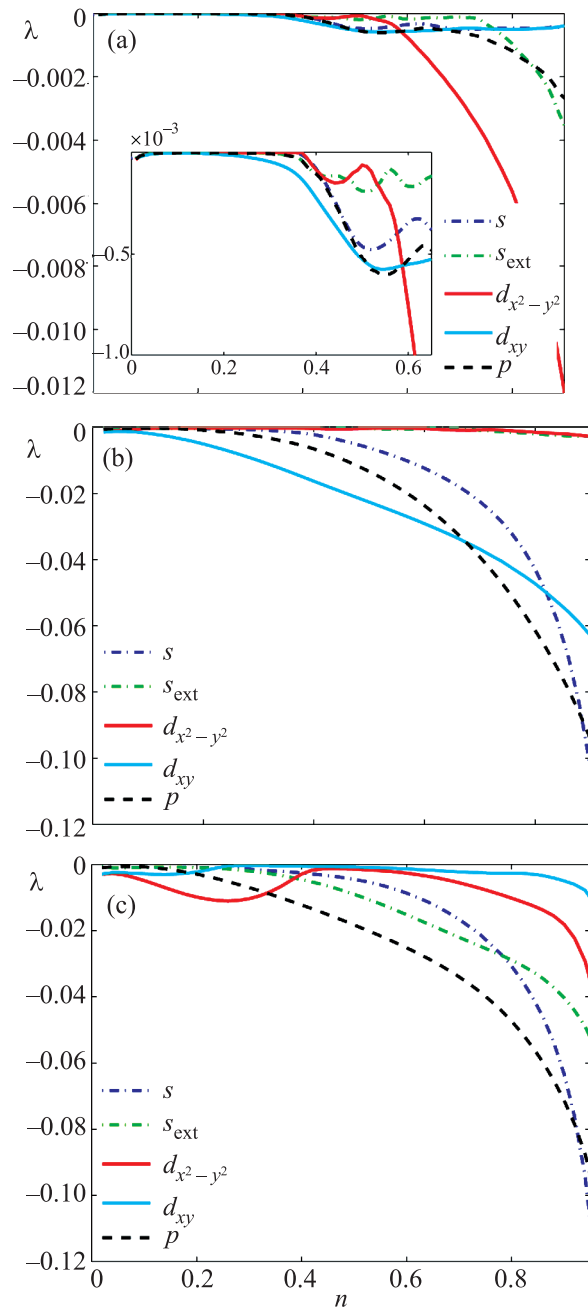 λ
0
(a)
−0.002
−0.004
−0.006
−0.008
−0.010
−0.012
×10⁻³
0
−0.5
−1.0
0
0.2
0.4
0.6
s
s_ext
d_{x²−y²}
d_{xy}
p
λ
0
(b)
−0.02
−0.04
−0.06
−0.08
−0.10
−0.12
s
s_ext
d_{x²−y²}
d_{xy}
p
λ
0
(c)
−0.02
−0.04
−0.06
−0.08
−0.10
−0.12
s
s_ext
d_{x²−y²}
d_{xy}
p
0
0.2
0.4
0.6
0.8
n